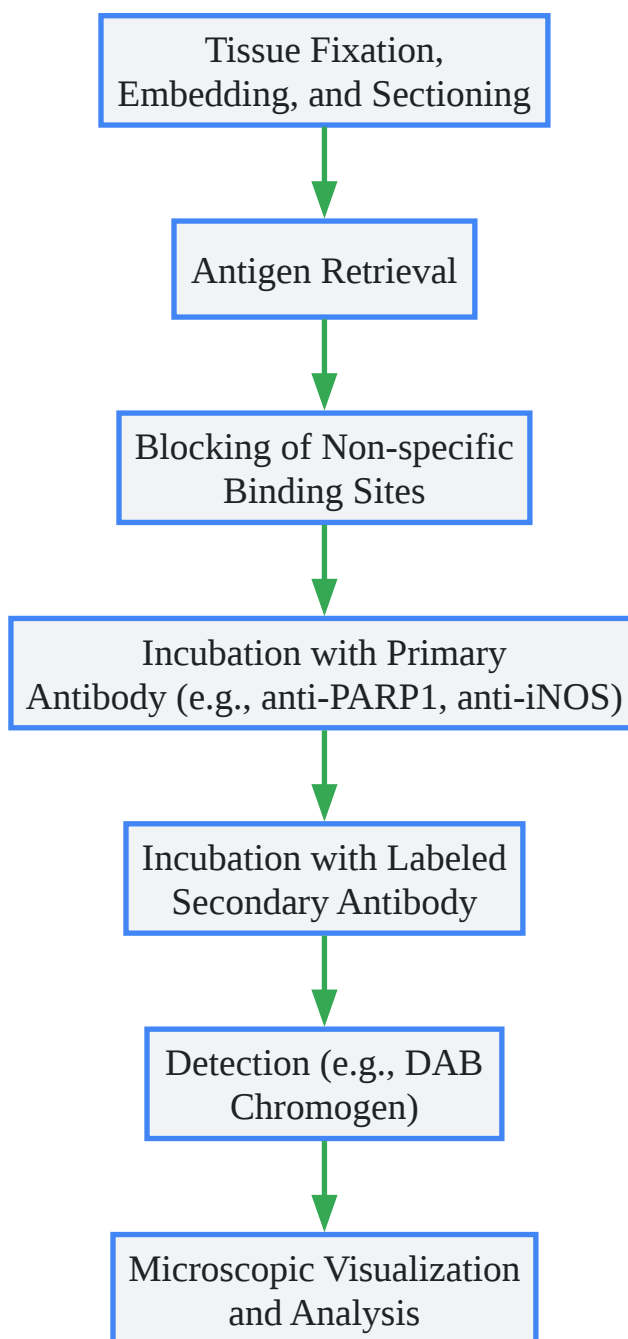 Tissue Fixation,
Embedding, and Sectioning
Antigen Retrieval
Blocking of Non-specific
Binding Sites
Incubation with Primary
Antibody (e.g., anti-PARP1, anti-iNOS)
Incubation with Labeled
Secondary Antibody
Detection (e.g., DAB
Chromogen)
Microscopic Visualization
and Analysis